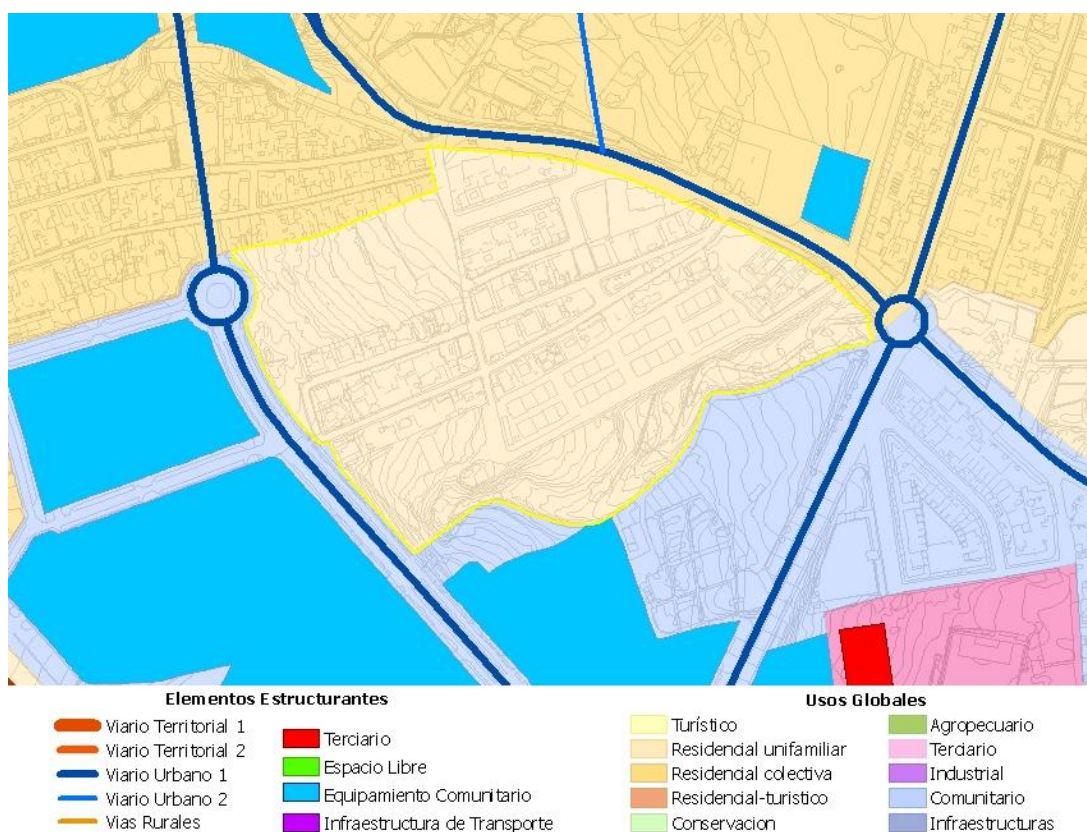 Elementos Estructurantes
Viario Territorial 1
Viario Territorial 2
Viario Urbano 1
Viario Urbano 2
Vias Rurales
Terciario
Espacio Libre
Equipamiento Comunitario
Infraestructura de Transporte
Usos Globales
Turístico
Residencial unifamiliar
Residencial colectiva
Residencial-turistico
Conservacion
Agropecuario
Terciario
Industrial
Comunitario
Infraestructuras